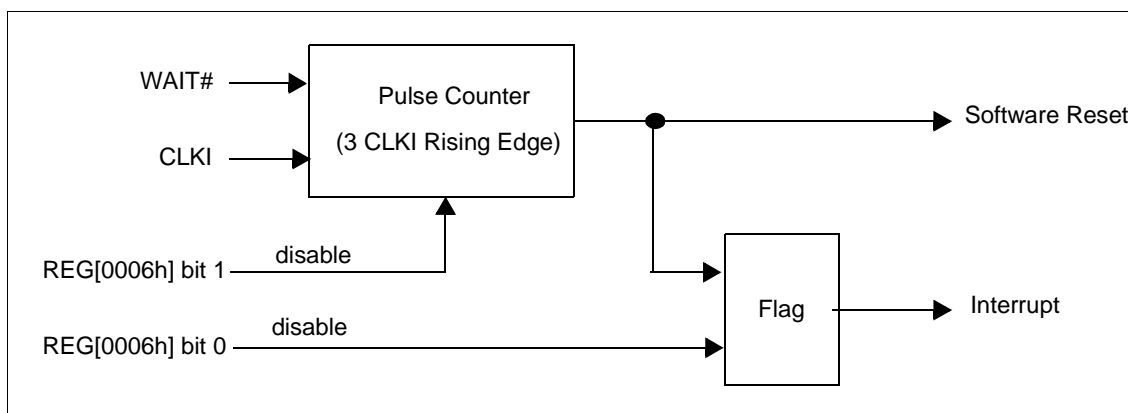 WAIT#
Pulse Counter
(3 CLKI Rising Edge)
Software Reset
CLKI
REG[0006h] bit 1
disable
Flag
Interrupt
REG[0006h] bit 0
disable